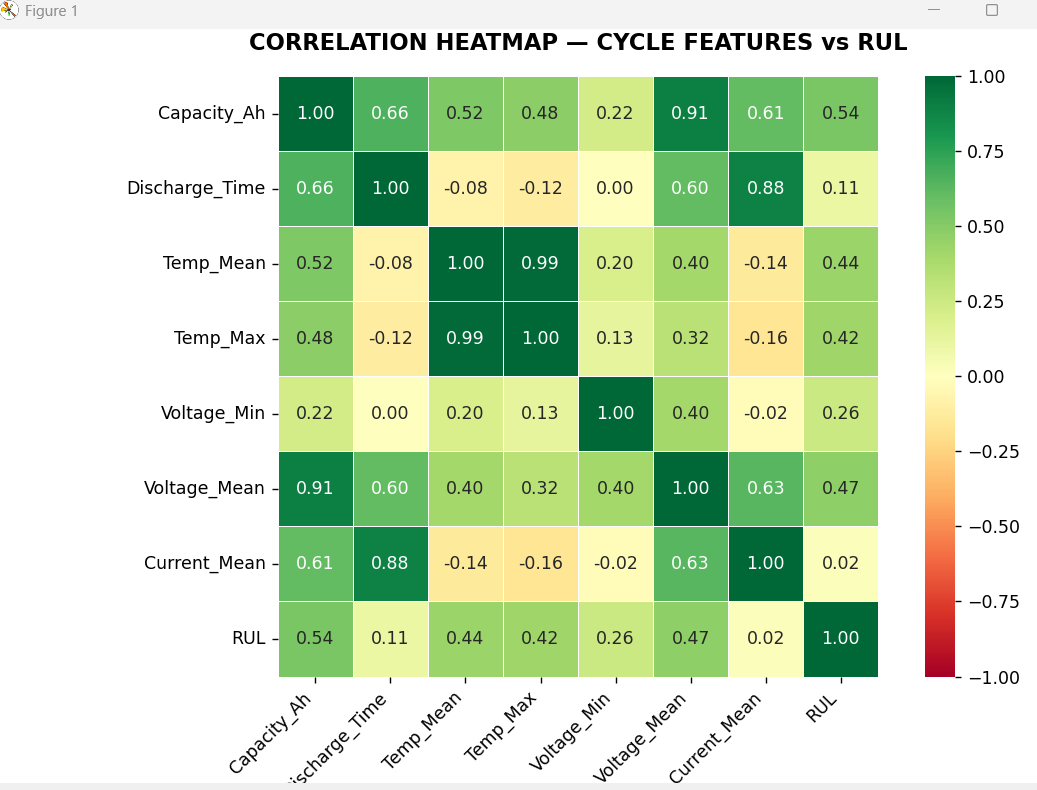 Figure 1
CORRELATION HEATMAP — CYCLE FEATURES vs RUL
Capacity_Ah 1.00 0.66 0.52 0.48 0.22 0.91 0.61 0.54
Discharge_Time 0.66 1.00 -0.08 -0.12 0.00 0.60 0.88 0.11
Temp_Mean 0.52 -0.08 1.00 0.99 0.20 0.40 -0.14 0.44
Temp_Max 0.48 -0.12 0.99 1.00 0.13 0.32 -0.16 0.42
Voltage_Min 0.22 0.00 0.20 0.13 1.00 0.40 -0.02 0.26
Voltage_Mean 0.91 0.60 0.40 0.32 0.40 1.00 0.63 0.47
Current_Mean 0.61 0.88 -0.14 -0.16 -0.02 0.63 1.00 0.02
RUL 0.54 0.11 0.44 0.42 0.26 0.47 0.02 1.00
Capacity_Ah
ischarge_Time
Temp_Mean
Temp_Max
Voltage_Min
Voltage_Mean
Current_Mean
RUL
1.00
0.75
0.50
0.25
0.00
−0.25
−0.50
−0.75
−1.00